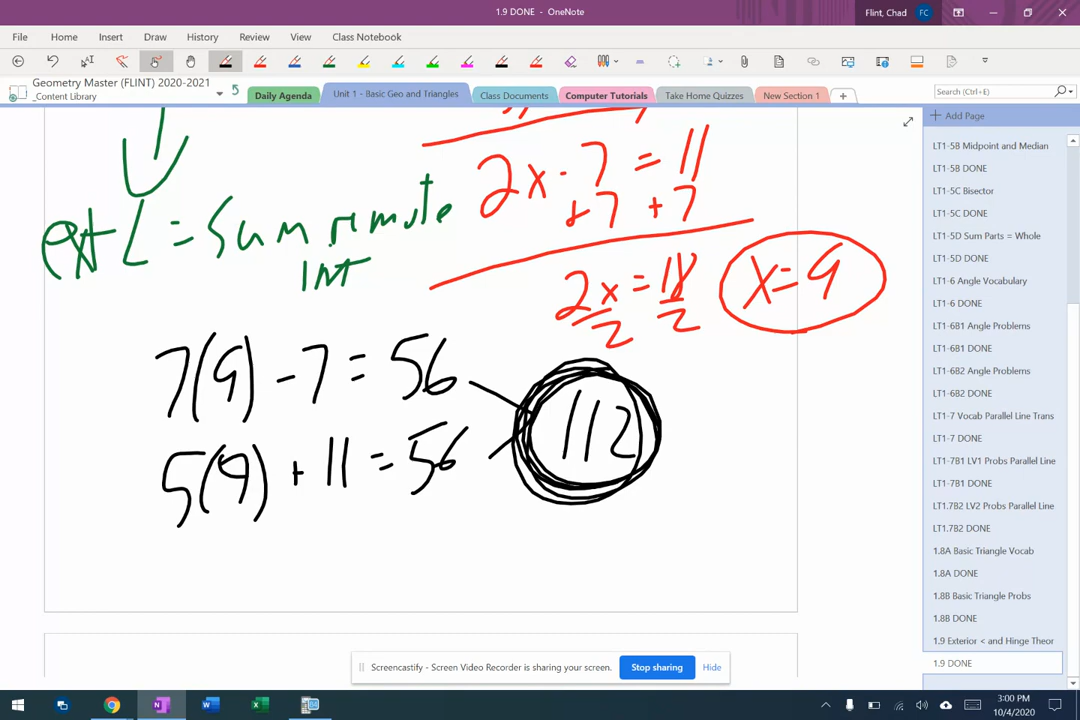 1.9 DONE - OneNote
Flint, Chad FC
File Home Insert Draw History Review View Class Notebook
Geometry Master (FLINT) 2020-2021
_Content Library
Daily Agenda Unit 1 - Basic Geo and Triangles Class Documents Computer Tutorials Take Home Quizzes New Section 1
Search (Ctrl+E)
Add Page
LT1-5B Midpoint and Median
LT1-5B DONE
LT1-5C Bisector
LT1-5C DONE
LT1-5D Sum Parts = Whole
LT1-5D DONE
LT1-6 Angle Vocabulary
LT1-6 DONE
LT1-6B1 Angle Problems
LT1-6B1 DONE
LT1-6B2 Angle Problems
LT1-6B2 DONE
LT1-7 Vocab Parallel Line Trans
LT1-7 DONE
LT1-7B1 LV1 Probs Parallel Line
LT1-7B1 DONE
LT1.7B2 LV2 Probs Parallel Line
LT1.7B2 DONE
1.8A Basic Triangle Vocab
1.8A DONE
1.8B Basic Triangle Probs
1.8B DONE
1.9 Exterior < and Hinge Theor
1.9 DONE
2x - 7 = 11
+7 +7
ext ∠ = Sum remote
Int
2x = 18
2 2
x = 9
7(9) - 7 = 56
112
5(9) + 11 = 56
Screencastify - Screen Video Recorder is sharing your screen. Stop sharing Hide
3:00 PM
10/4/2020